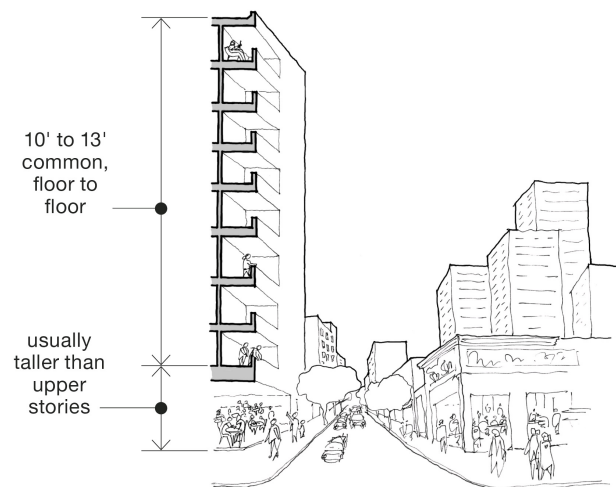 10' to 13'
common,
floor to
floor
usually
taller than
upper
stories